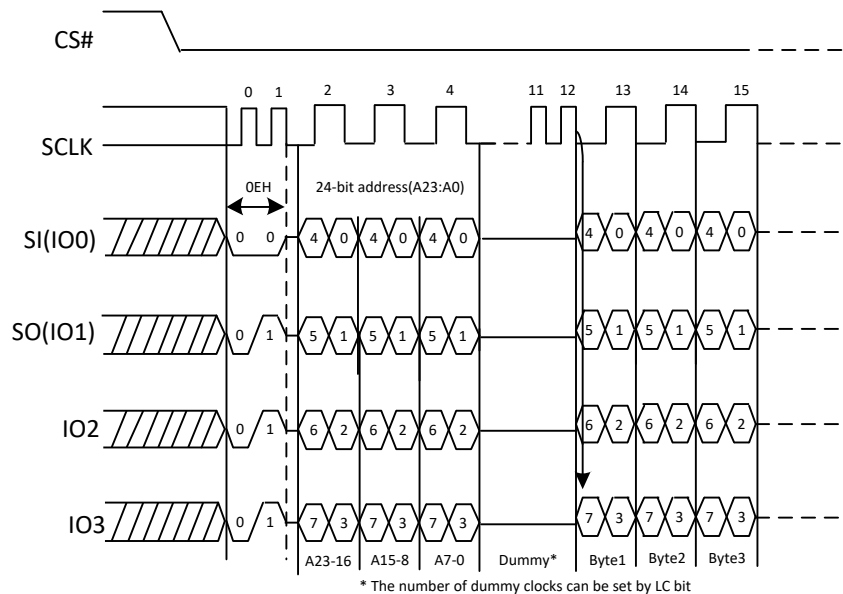 CS#
0 1 2 3 4 11 12 13 14 15
SCLK
0EH 24-bit address(A23:A0)
SI(IO0) 0 0 4 0 4 0 4 0 4 0 4 0 4 0
SO(IO1) 0 1 5 1 5 1 5 1 5 1 5 1 5 1
IO2 0 1 6 2 6 2 6 2 6 2 6 2 6 2
IO3 0 1 7 3 7 3 7 3 7 3 7 3 7 3
A23-16 A15-8 A7-0 Dummy* Byte1 Byte2 Byte3
* The number of dummy clocks can be set by LC bit